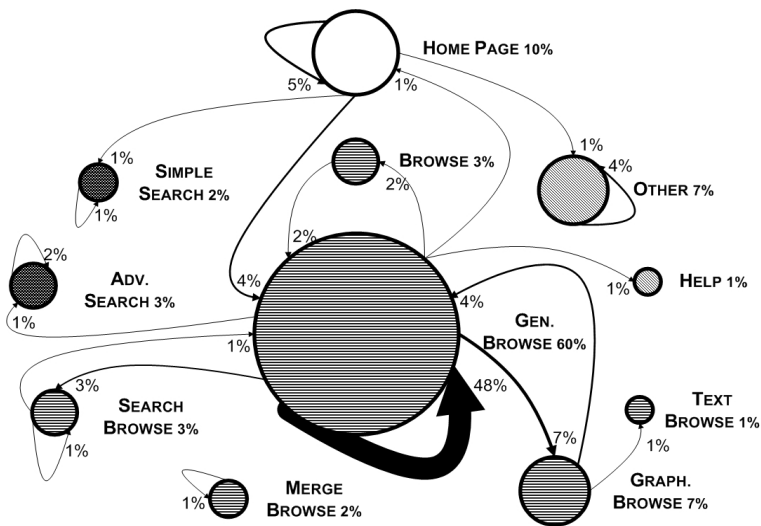 HOME PAGE 10%
5%
1%
1%
SIMPLE
SEARCH 2%
1%
BROWSE 3%
2%
1%
4%
OTHER 7%
2%
2%
ADV.
SEARCH 3%
1%
4%
4%
1%
HELP 1%
GEN.
BROWSE 60%
1%
3%
SEARCH
BROWSE 3%
1%
48%
7%
TEXT
BROWSE 1%
1%
MERGE
BROWSE 2%
1%
GRAPH.
BROWSE 7%